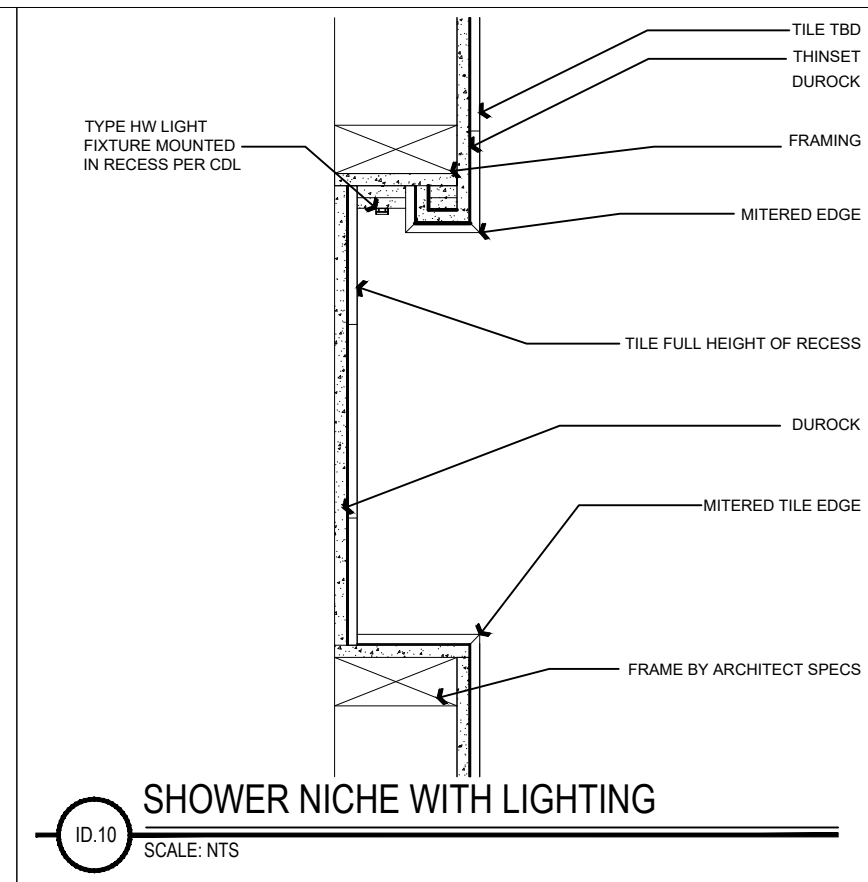 TILE TBD
THINSET
DUROCK
TYPE HW LIGHT
FIXTURE MOUNTED
IN RECESS PER CDL
FRAMING
MITERED EDGE
TILE FULL HEIGHT OF RECESS
DUROCK
MITERED TILE EDGE
FRAME BY ARCHITECT SPECS
SHOWER NICHE WITH LIGHTING
ID.10
SCALE: NTS